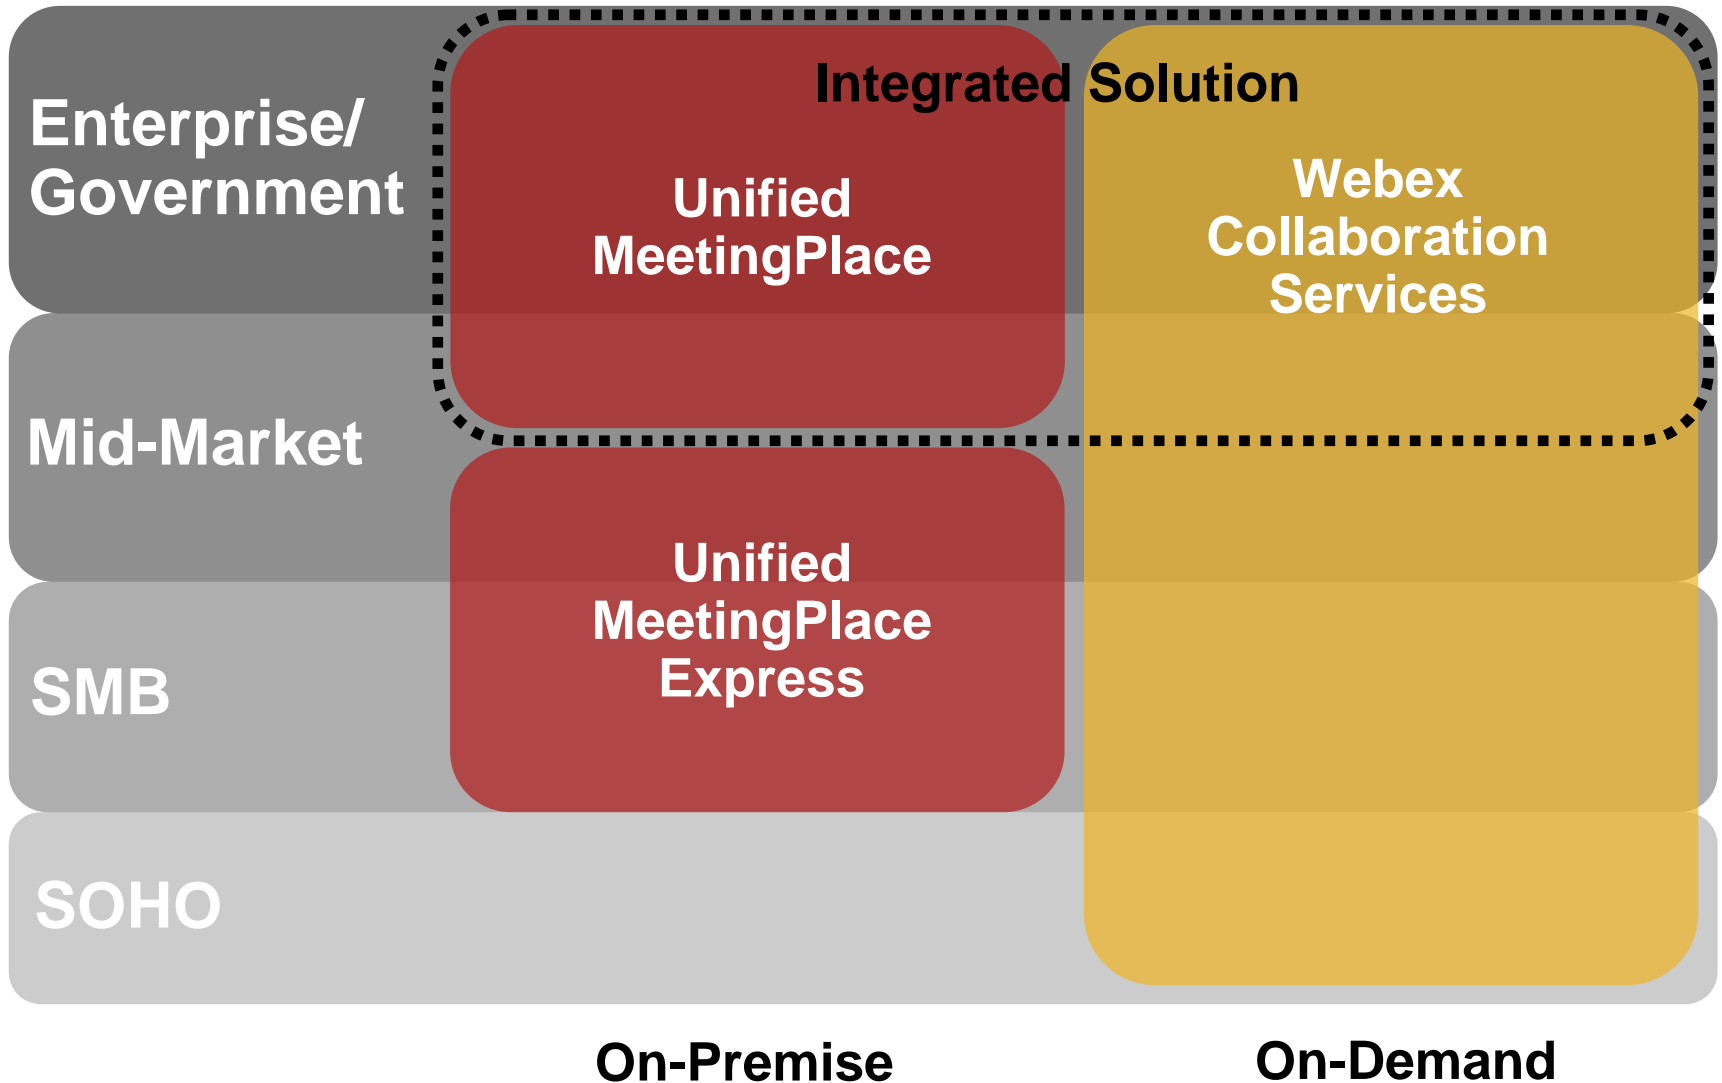 Integrated Solution
Enterprise/
Government
Unified
MeetingPlace
Webex
Collaboration
Services
Mid-Market
Unified
MeetingPlace
Express
SMB
SOHO
On-Premise
On-Demand